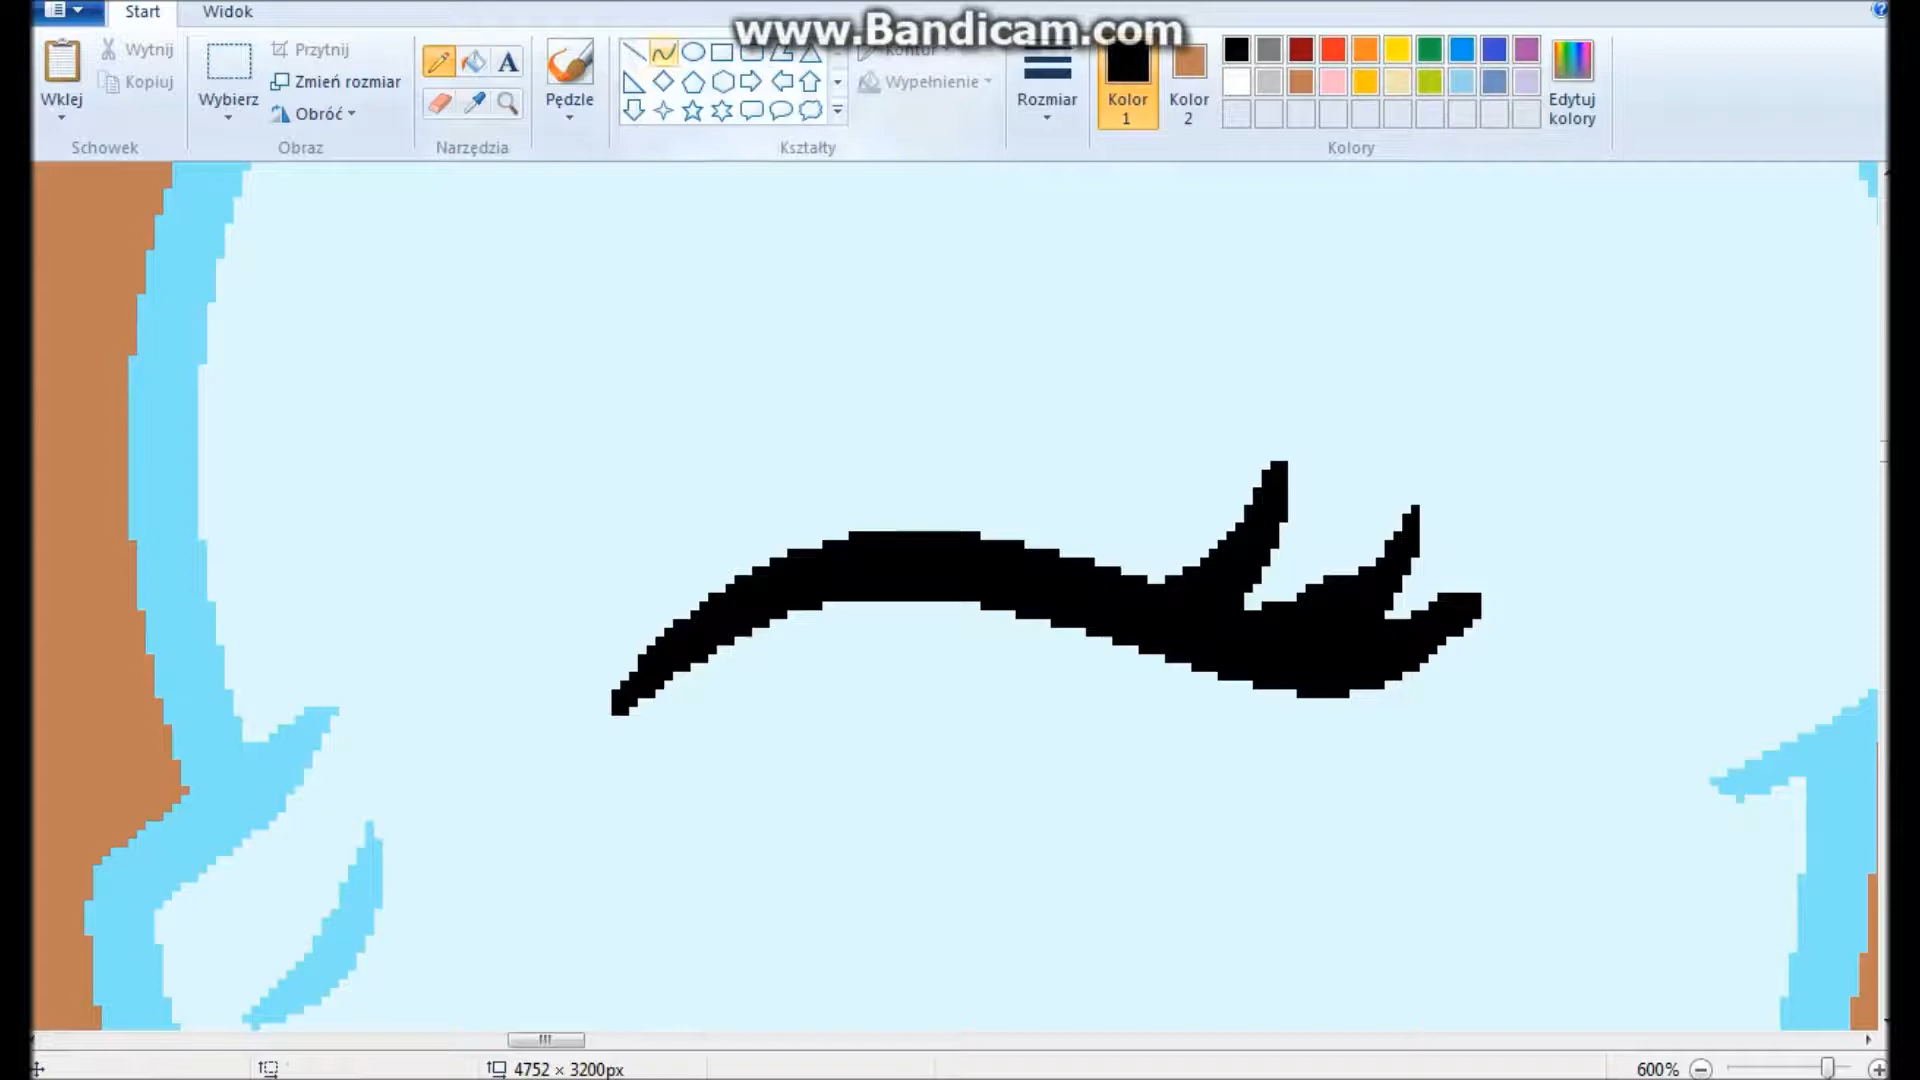 www.Bandicam.com
Start Widok
Wklej
Wytnij
Kopiuj
Schowek
Wybierz
Przytnij
Zmień rozmiar
Obróć
Obraz
A
Narzędzia
Pędzle
Kontur
Wypełnienie
Kształty
Rozmiar
Kolor
1
Kolor
2
Edytuj
kolory
Kolory
4752 × 3200px
600%